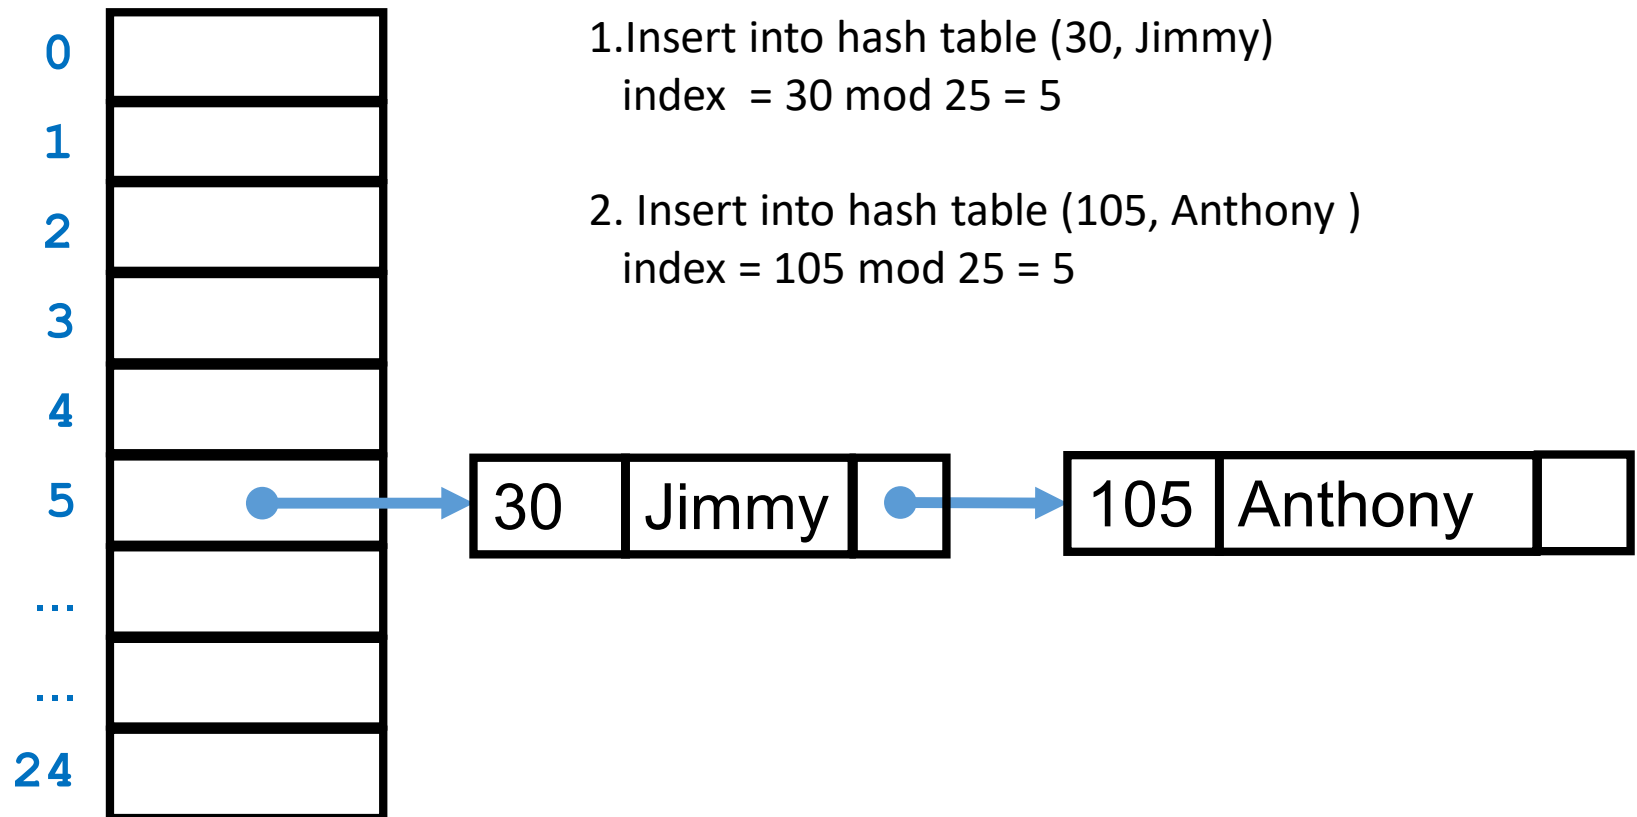 0
1.Insert into hash table (30, Jimmy)
index = 30 mod 25 = 5
1
2. Insert into hash table (105, Anthony )
2
index = 105 mod 25 = 5
3
4
5 30 Jimmy 105 Anthony
...
...
24